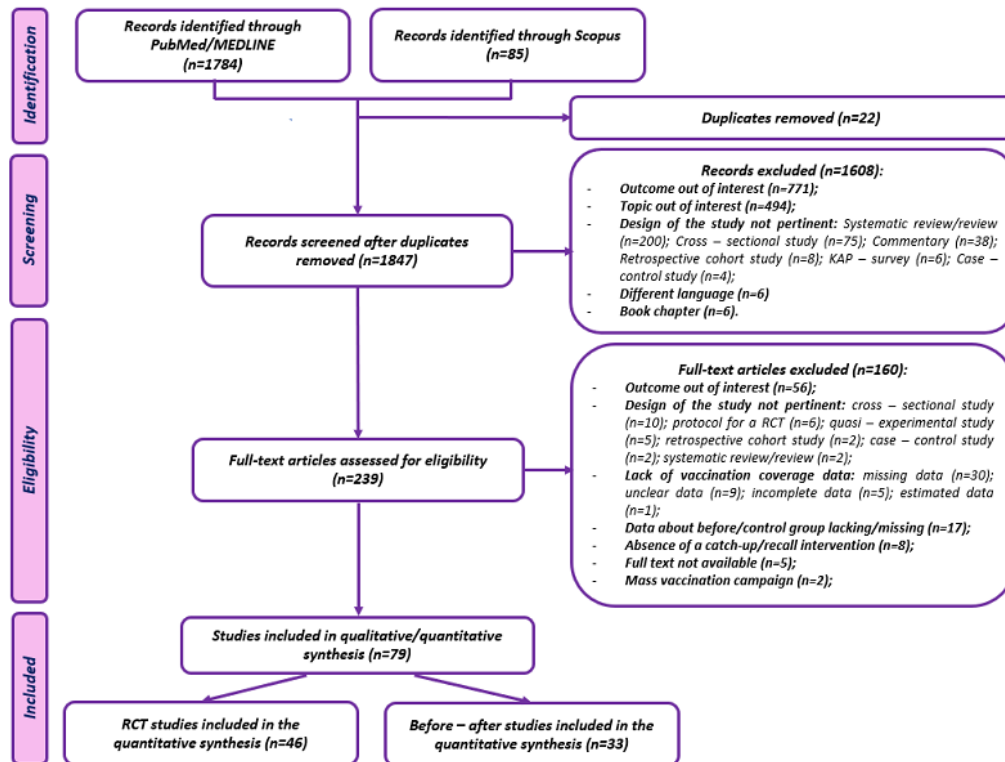 Identification
Records identified through
PubMed/MEDLINE
(n=1784)
Records identified through Scopus
(n=85)
Duplicates removed (n=22)
Screening
Records screened after duplicates
removed (n=1847)
Records excluded (n=1608):
- Outcome out of interest (n=771);
- Topic out of interest (n=494);
- Design of the study not pertinent: Systematic review/review
(n=200); Cross – sectional study (n=75); Commentary (n=38);
Retrospective cohort study (n=8); KAP – survey (n=6); Case –
control study (n=4);
- Different language (n=6)
- Book chapter (n=6).
Eligibility
Full-text articles assessed for eligibility
(n=239)
Full-text articles excluded (n=160):
- Outcome out of interest (n=56);
- Design of the study not pertinent: cross – sectional study
(n=10); protocol for a RCT (n=6); quasi – experimental study
(n=5); retrospective cohort study (n=2); case – control study
(n=2); systematic review/review (n=2);
- Lack of vaccination coverage data: missing data (n=30);
unclear data (n=9); incomplete data (n=5); estimated data
(n=1);
- Data about before/control group lacking/missing (n=17);
- Absence of a catch-up/recall intervention (n=8);
- Full text not available (n=5);
- Mass vaccination campaign (n=2);
Included
Studies included in qualitative/quantitative
synthesis (n=79)
RCT studies included in the
quantitative synthesis (n=46)
Before – after studies included in the
quantitative synthesis (n=33)